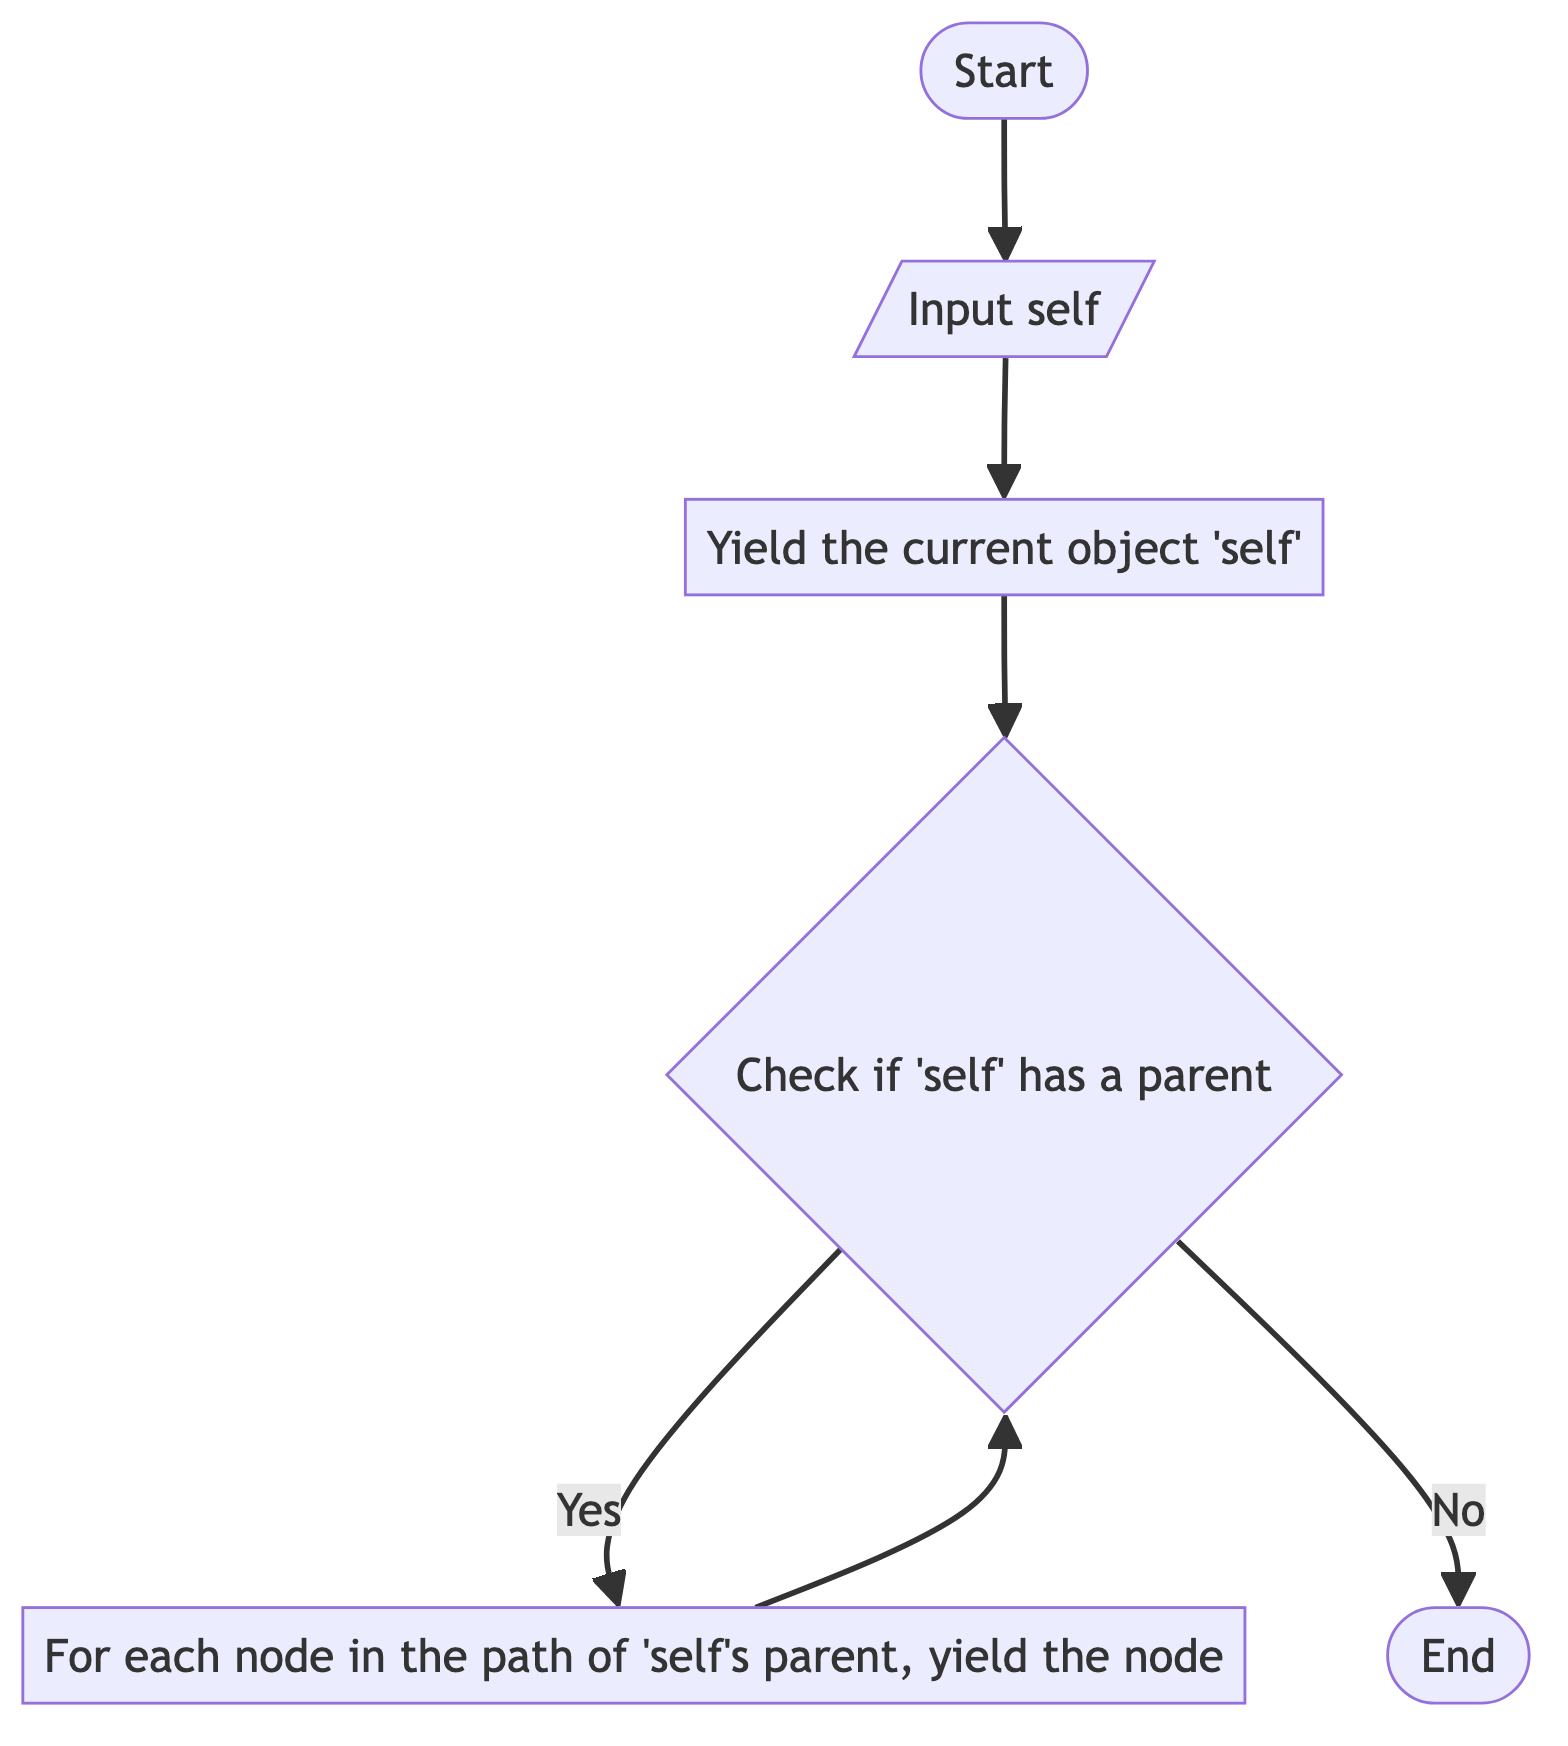 Start
Input self
Yield the current object 'self'
Check if 'self' has a parent
Yes
No
For each node in the path of 'self's parent, yield the node
End